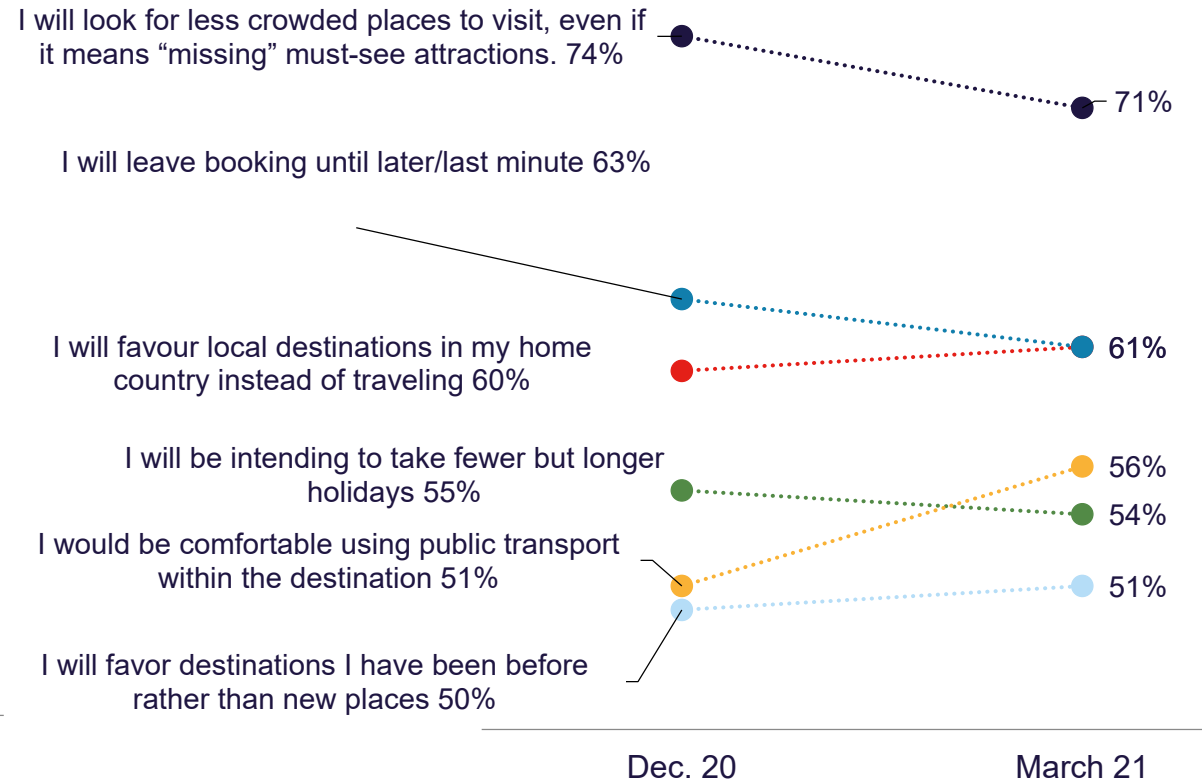 I will look for less crowded places to visit, even if
it means “missing” must-see attractions. 74%
71%
I will leave booking until later/last minute 63%
I will favour local destinations in my home
country instead of traveling 60%
61%
I will be intending to take fewer but longer
holidays 55%
56%
54%
I would be comfortable using public transport
within the destination 51%
51%
I will favor destinations I have been before
rather than new places 50%
Dec. 20
March 21